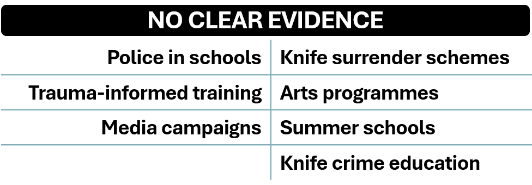 NO CLEAR EVIDENCE
Police in schools Knife surrender schemes
Trauma-informed training Arts programmes
Media campaigns Summer schools
Knife crime education